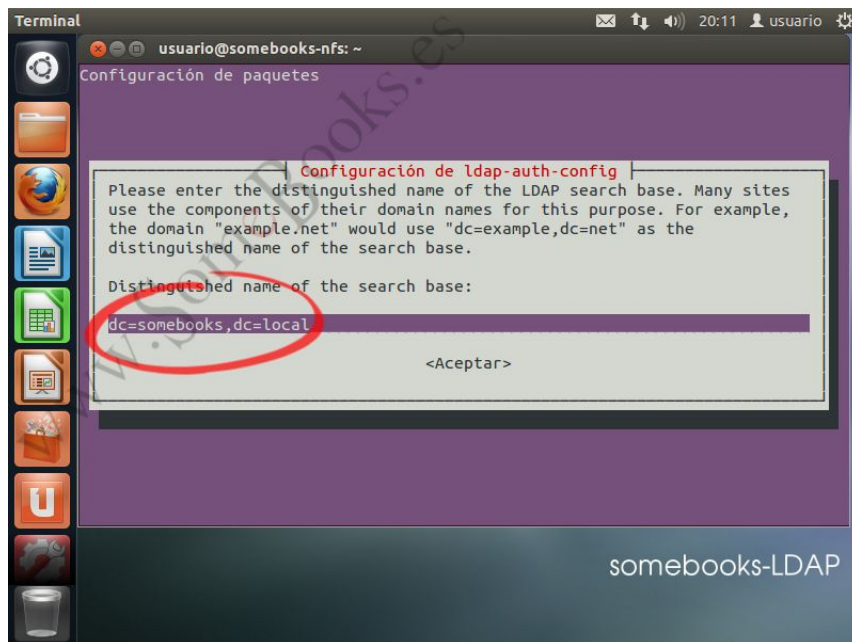 Terminal
20:11 usuario
usuario@somebooks-nfs: ~
Configuración de paquetes
Configuración de ldap-auth-config
Please enter the distinguished name of the LDAP search base. Many sites
use the components of their domain names for this purpose. For example,
the domain "example.net" would use "dc=example,dc=net" as the
distinguished name of the search base.
Distinguished name of the search base:
dc=somebooks,dc=local
<Aceptar>
www.SomeBooks.es
somebooks-LDAP